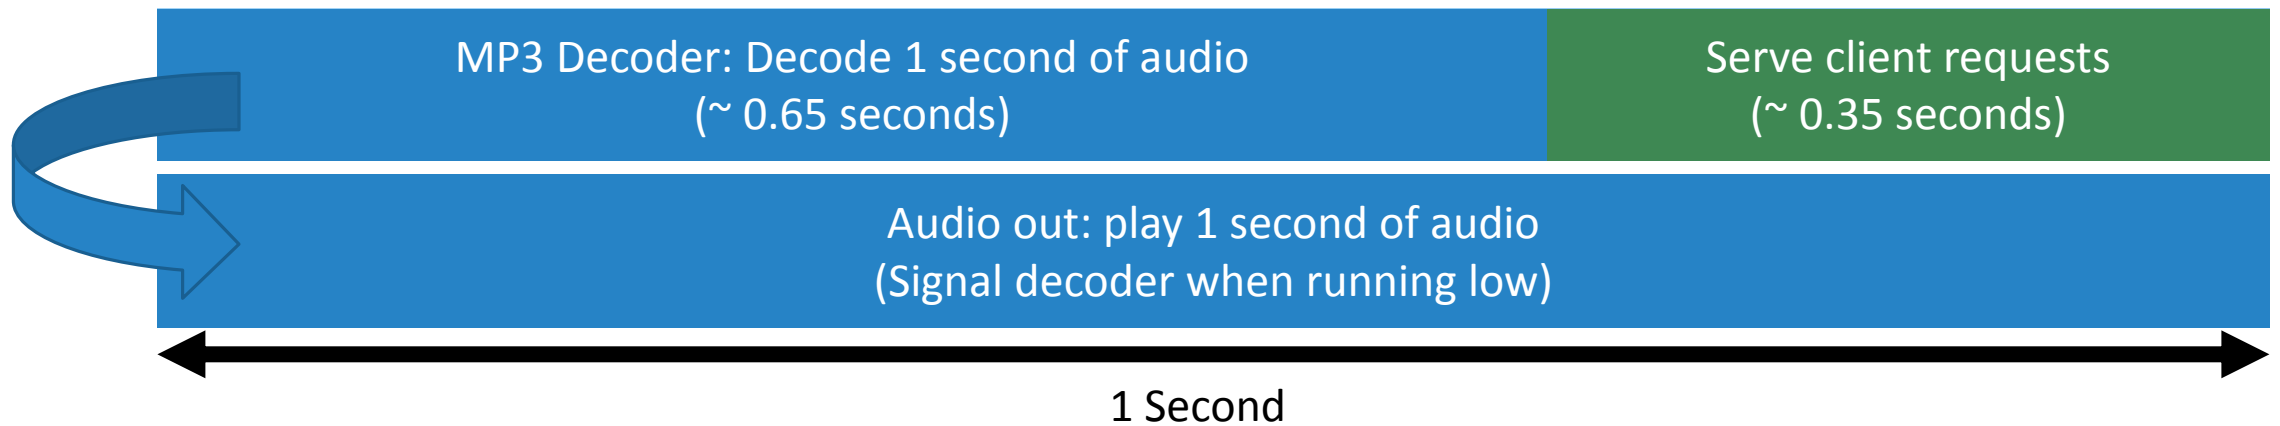 MP3 Decoder: Decode 1 second of audio
(~ 0.65 seconds)
Serve client requests
(~ 0.35 seconds)
Audio out: play 1 second of audio
(Signal decoder when running low)
1 Second